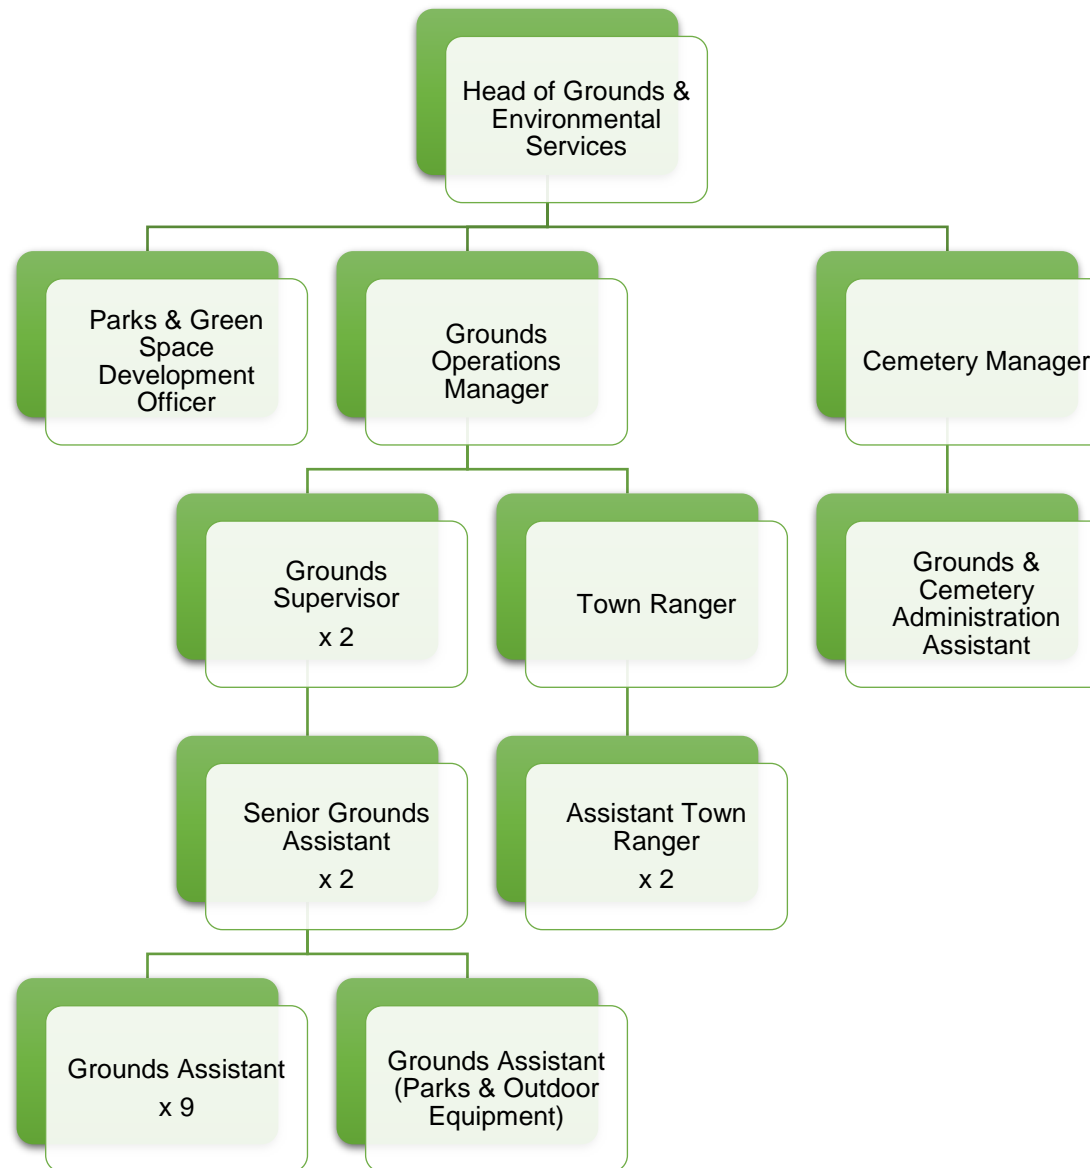 Head of Grounds &
Environmental
Services
Parks & Green
Space
Development
Officer
Grounds
Operations
Manager
Cemetery Manager
Grounds
Supervisor
x 2
Town Ranger
Grounds &
Cemetery
Administration
Assistant
Senior Grounds
Assistant
x 2
Assistant Town
Ranger
x 2
Grounds Assistant
x 9
Grounds Assistant
(Parks & Outdoor
Equipment)